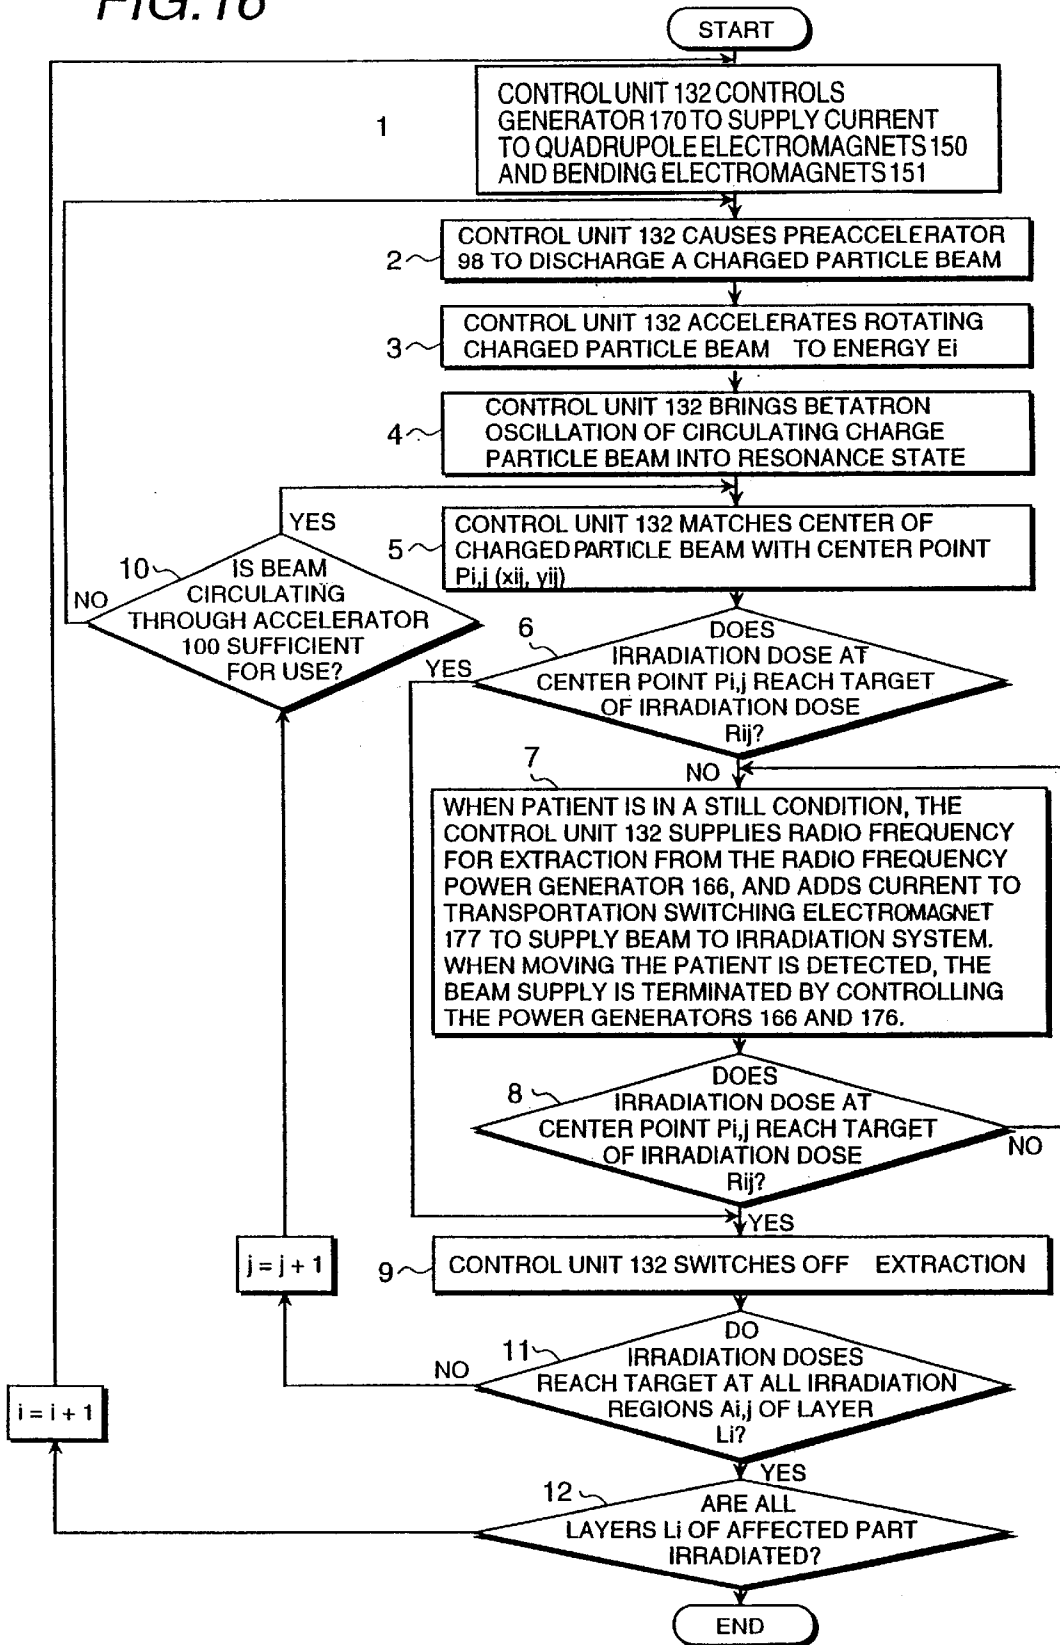 FIG.16
START
1
CONTROL UNIT 132 CONTROLS
GENERATOR 170 TO SUPPLY CURRENT
TO QUADRUPOLE ELECTROMAGNETS 150
AND BENDING ELECTROMAGNETS 151
2
CONTROL UNIT 132 CAUSES PREACCELERATOR
98 TO DISCHARGE A CHARGED PARTICLE BEAM
3
CONTROL UNIT 132 ACCELERATES ROTATING
CHARGED PARTICLE BEAM TO ENERGY Ei
4
CONTROL UNIT 132 BRINGS BETATRON
OSCILLATION OF CIRCULATING CHARGE
PARTICLE BEAM INTO RESONANCE STATE
5
CONTROL UNIT 132 MATCHES CENTER OF
CHARGED PARTICLE BEAM WITH CENTER POINT
Pi,j (xij, yij)
YES
10
IS BEAM
CIRCULATING
THROUGH ACCELERATOR
100 SUFFICIENT
FOR USE?
NO
6
DOES
IRRADIATION DOSE AT
CENTER POINT Pi,j REACH TARGET
OF IRRADIATION DOSE
Rij?
YES
NO
7
WHEN PATIENT IS IN A STILL CONDITION, THE
CONTROL UNIT 132 SUPPLIES RADIO FREQUENCY
FOR EXTRACTION FROM THE RADIO FREQUENCY
POWER GENERATOR 166, AND ADDS CURRENT TO
TRANSPORTATION SWITCHING ELECTROMAGNET
177 TO SUPPLY BEAM TO IRRADIATION SYSTEM.
WHEN MOVING THE PATIENT IS DETECTED, THE
BEAM SUPPLY IS TERMINATED BY CONTROLLING
THE POWER GENERATORS 166 AND 176.
8
DOES
IRRADIATION DOSE AT
CENTER POINT Pi,j REACH TARGET
OF IRRADIATION DOSE
Rij?
NO
YES
j = j + 1
9
CONTROL UNIT 132 SWITCHES OFF EXTRACTION
11
DO
IRRADIATION DOSES
REACH TARGET AT ALL IRRADIATION
REGIONS Ai,j OF LAYER
Li?
NO
i = i + 1
YES
12
ARE ALL
LAYERS Li OF AFFECTED PART
IRRADIATED?
END